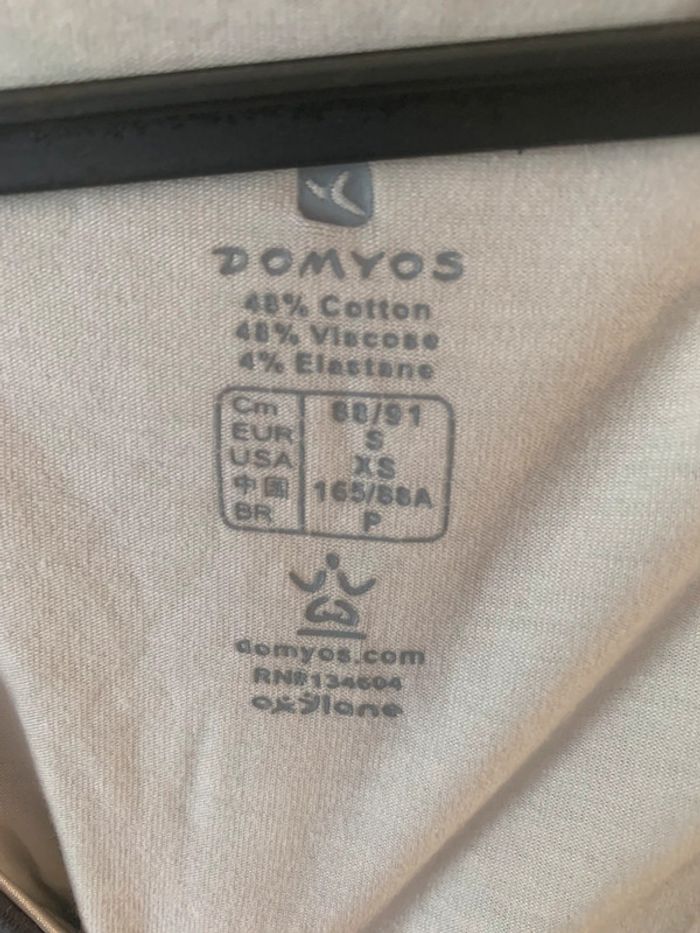 DOMYOS
48% Cotton
48% Viscose
4% Elastane
Cm 88/91
EUR S
USA XS
中国 165/88A
BR P
domyos.com
RN#134604
oxylane